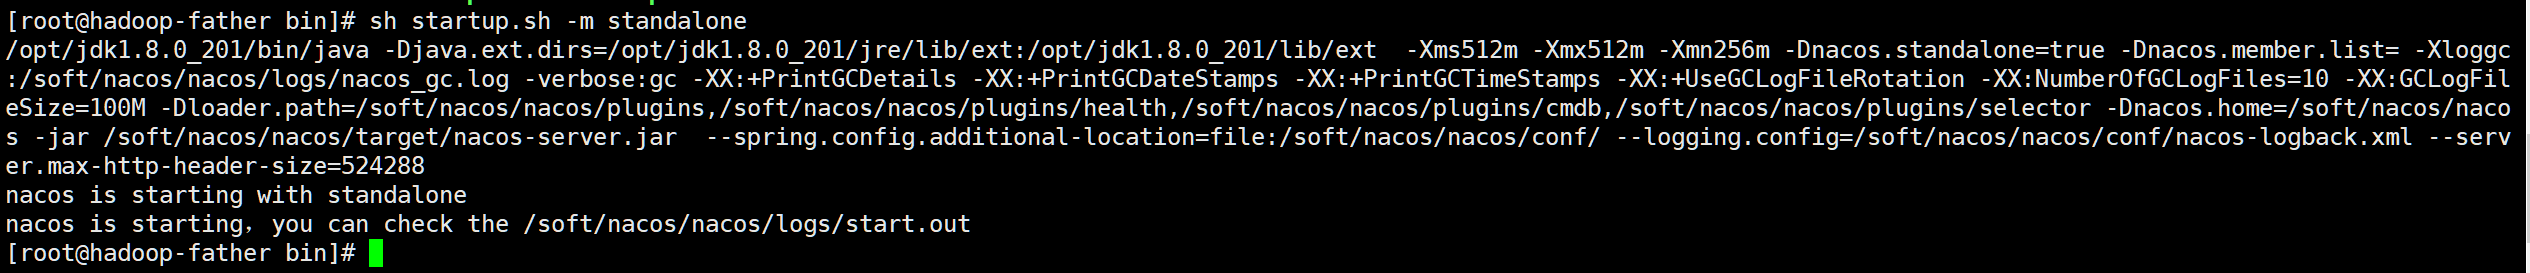 [root@hadoop-father bin]# sh startup.sh -m standalone
/opt/jdk1.8.0_201/bin/java -Djava.ext.dirs=/opt/jdk1.8.0_201/jre/lib/ext:/opt/jdk1.8.0_201/lib/ext  -Xms512m -Xmx512m -Xmn256m -Dnacos.standalone=true -Dnacos.member.list= -Xloggc
:/soft/nacos/nacos/logs/nacos_gc.log -verbose:gc -XX:+PrintGCDetails -XX:+PrintGCDateStamps -XX:+PrintGCTimeStamps -XX:+UseGCLogFileRotation -XX:NumberOfGCLogFiles=10 -XX:GCLogFil
eSize=100M -Dloader.path=/soft/nacos/nacos/plugins,/soft/nacos/nacos/plugins/health,/soft/nacos/nacos/plugins/cmdb,/soft/nacos/nacos/plugins/selector -Dnacos.home=/soft/nacos/naco
s -jar /soft/nacos/nacos/target/nacos-server.jar  --spring.config.additional-location=file:/soft/nacos/nacos/conf/ --logging.config=/soft/nacos/nacos/conf/nacos-logback.xml --serv
er.max-http-header-size=524288
nacos is starting with standalone
nacos is starting，you can check the /soft/nacos/nacos/logs/start.out
[root@hadoop-father bin]#